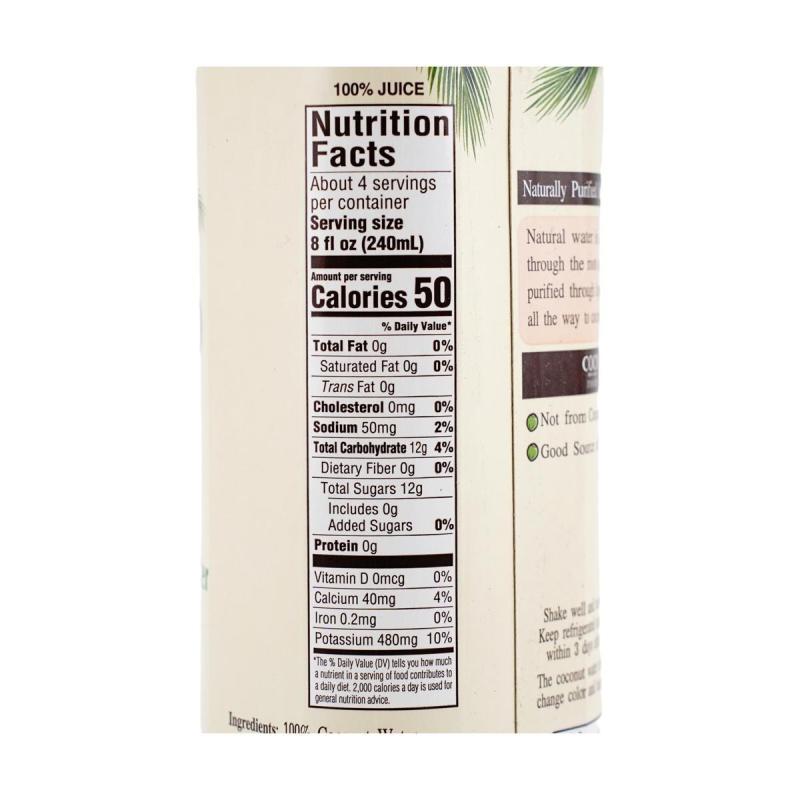 100% JUICE
Nutrition
Facts
About 4 servings
per container
Serving size
8 fl oz (240mL)
Amount per serving
Calories 50
% Daily Value*
Total Fat 0g 0%
Saturated Fat 0g 0%
Trans Fat 0g
Cholesterol 0mg 0%
Sodium 50mg 2%
Total Carbohydrate 12g 4%
Dietary Fiber 0g 0%
Total Sugars 12g
Includes 0g
Added Sugars 0%
Protein 0g
Vitamin D 0mcg 0%
Calcium 40mg 4%
Iron 0.2mg 0%
Potassium 480mg 10%
*The % Daily Value (DV) tells you how much
a nutrient in a serving of food contributes to
a daily diet. 2,000 calories a day is used for
general nutrition advice.
Ingredients: 100% Coconut Water
Naturally Purified
Natural water
through the
purified through
all the way to
Not from
Good Source
Shake well
Keep
within 3
The coconut
change color and